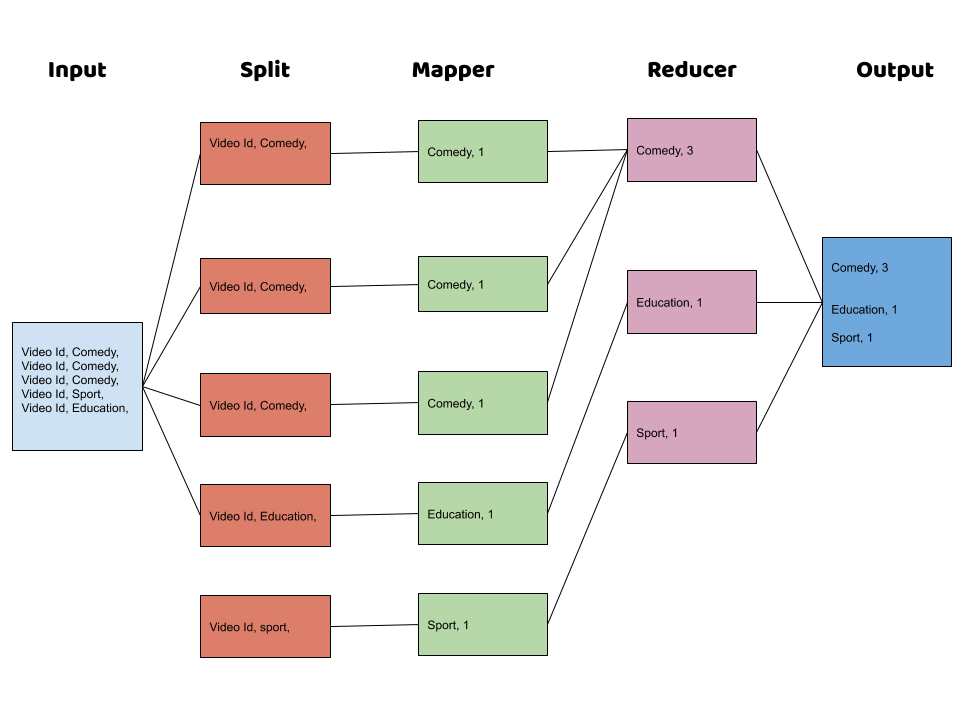 Input
Split
Mapper
Reducer
Output
Video Id, Comedy,
Video Id, Comedy,
Video Id, Comedy,
Video Id, Sport,
Video Id, Education,
Video Id, Comedy,
Video Id, Comedy,
Video Id, Comedy,
Video Id, Education,
Video Id, sport,
Comedy, 1
Comedy, 1
Comedy, 1
Education, 1
Sport, 1
Comedy, 3
Education, 1
Sport, 1
Comedy, 3
Education, 1
Sport, 1